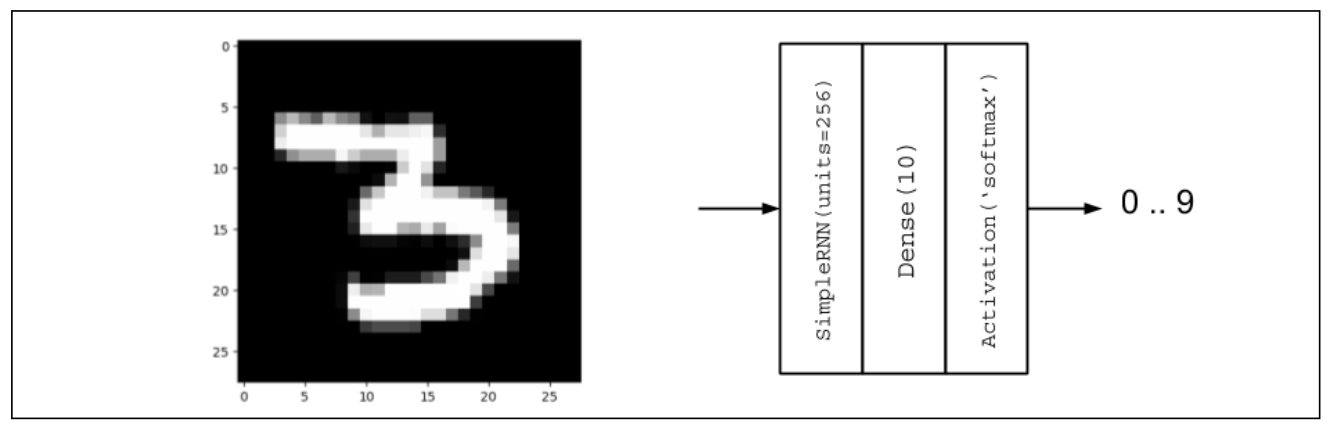 0
5
10
15
20
25
0 5 10 15 20 25
3
SimpleRNN(units=256)
Dense(10)
Activation(‘softmax’)
0 .. 9